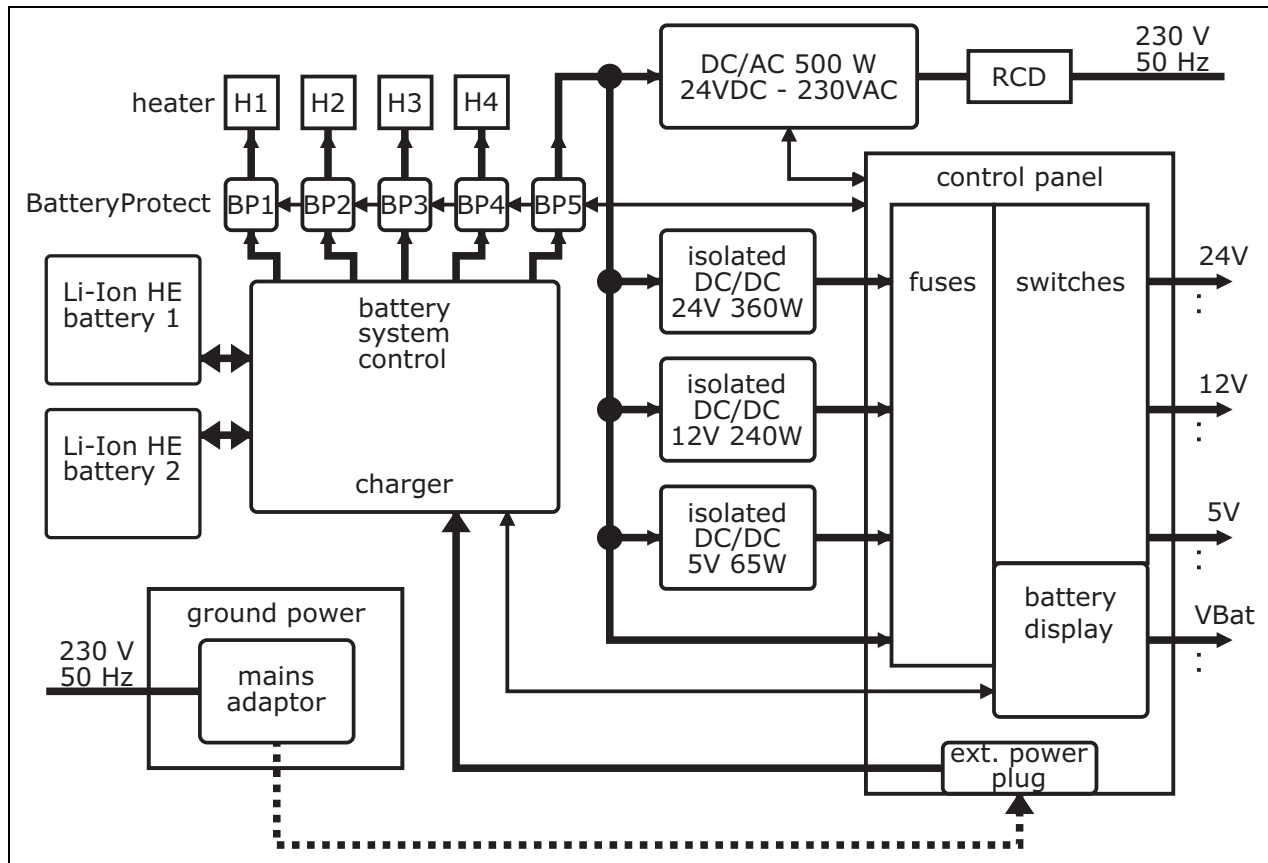 230 V
50 Hz
DC/AC 500 W
24VDC - 230VAC
RCD
heater
H1
H2
H3
H4
BatteryProtect
BP1
BP2
BP3
BP4
BP5
control panel
fuses
switches
Li-Ion HE
battery 1
Li-Ion HE
battery 2
battery
system
control
charger
isolated
DC/DC
24V 360W
isolated
DC/DC
12V 240W
isolated
DC/DC
5V 65W
24V
12V
5V
VBat
battery
display
ground power
230 V
50 Hz
mains
adaptor
ext. power
plug